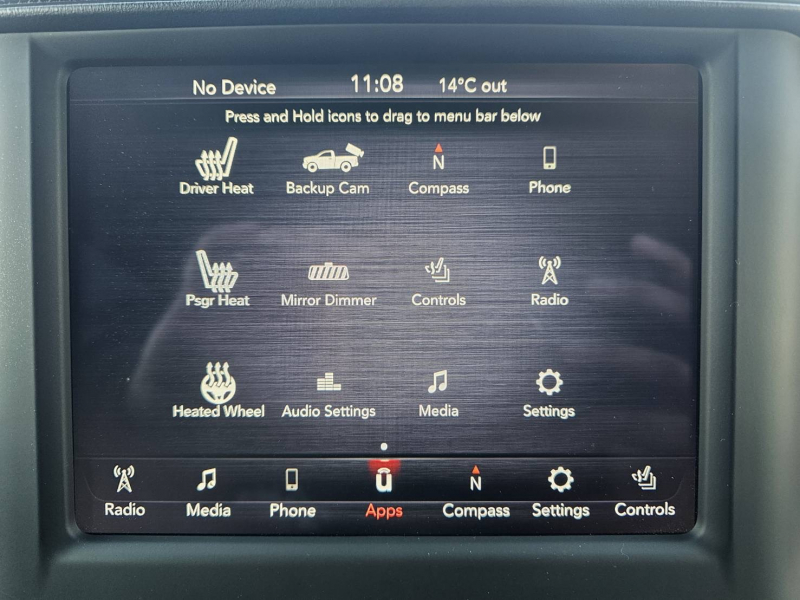 No Device 11:08 14°C out
Press and Hold icons to drag to menu bar below
N
Driver Heat Backup Cam Compass Phone
Psgr Heat Mirror Dimmer Controls Radio
Heated Wheel Audio Settings Media Settings
u N
Radio Media Phone Apps Compass Settings Controls